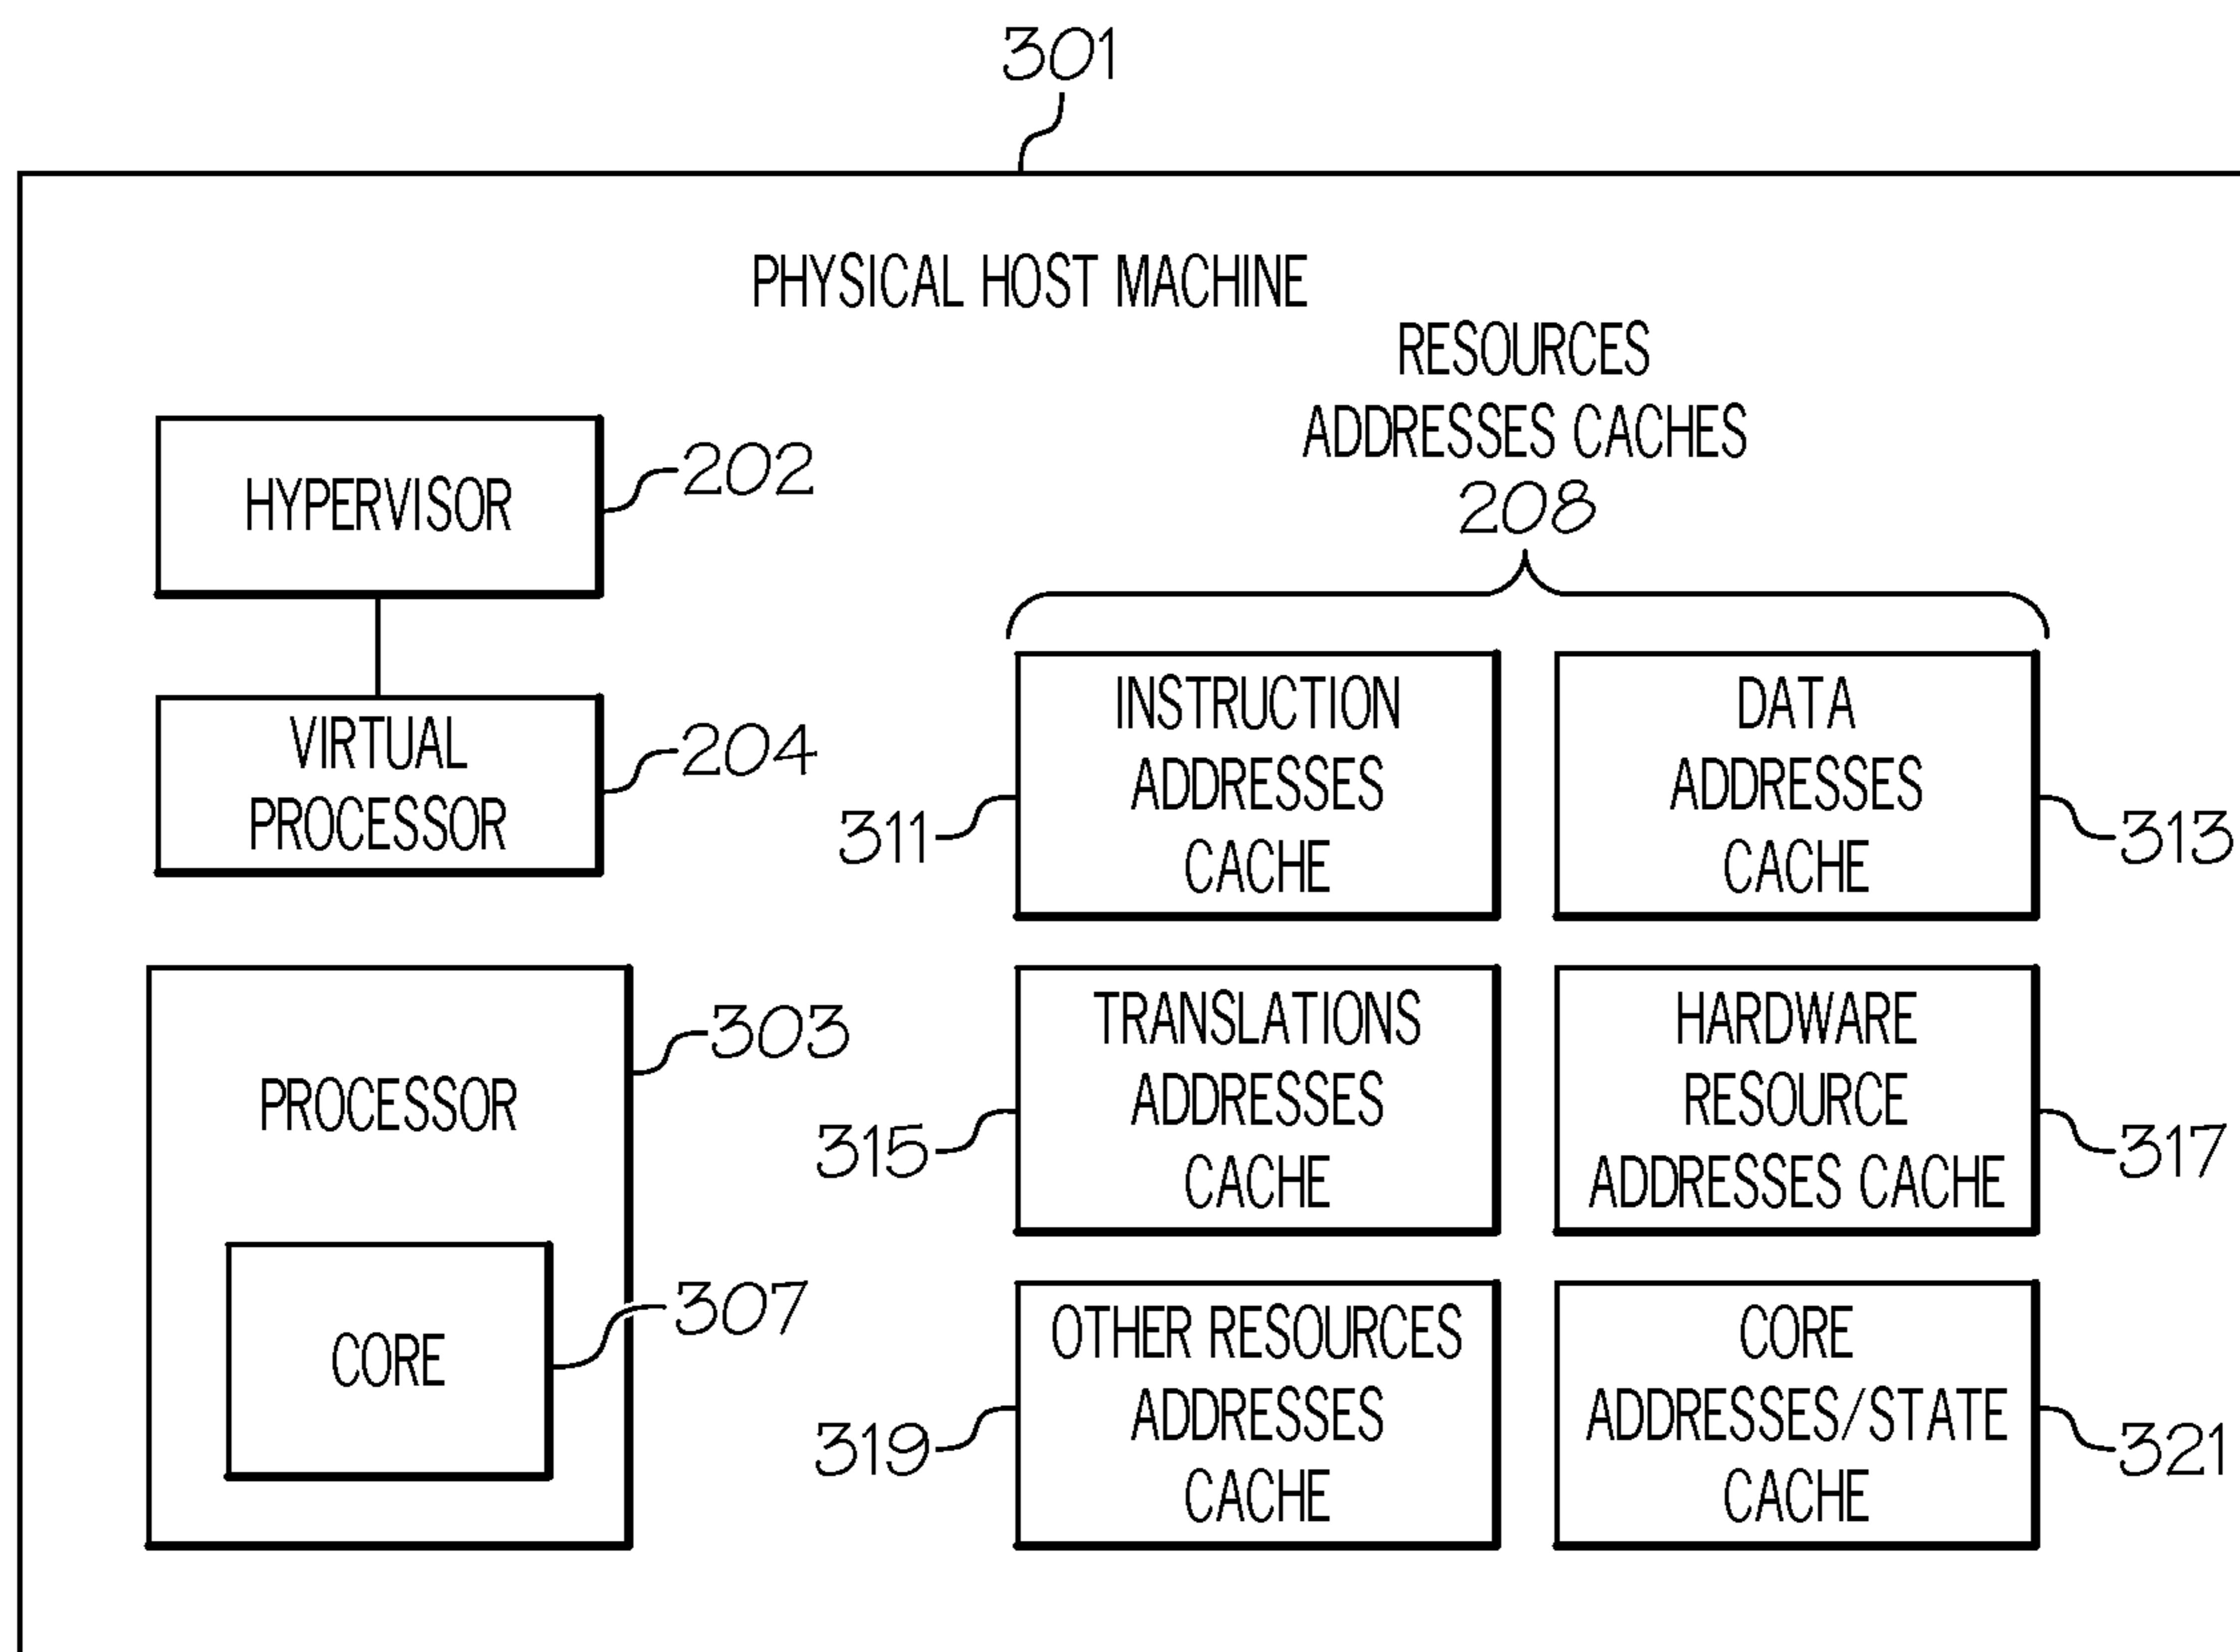 301
PHYSICAL HOST MACHINE
RESOURCES
ADDRESSES CACHES
208
HYPERVISOR
202
VIRTUAL
PROCESSOR
204
PROCESSOR
303
CORE
307
INSTRUCTION
ADDRESSES
CACHE
311
DATA
ADDRESSES
CACHE
313
TRANSLATIONS
ADDRESSES
CACHE
315
HARDWARE
RESOURCE
ADDRESSES CACHE
317
OTHER RESOURCES
ADDRESSES
CACHE
319
CORE
ADDRESSES/STATE
CACHE
321